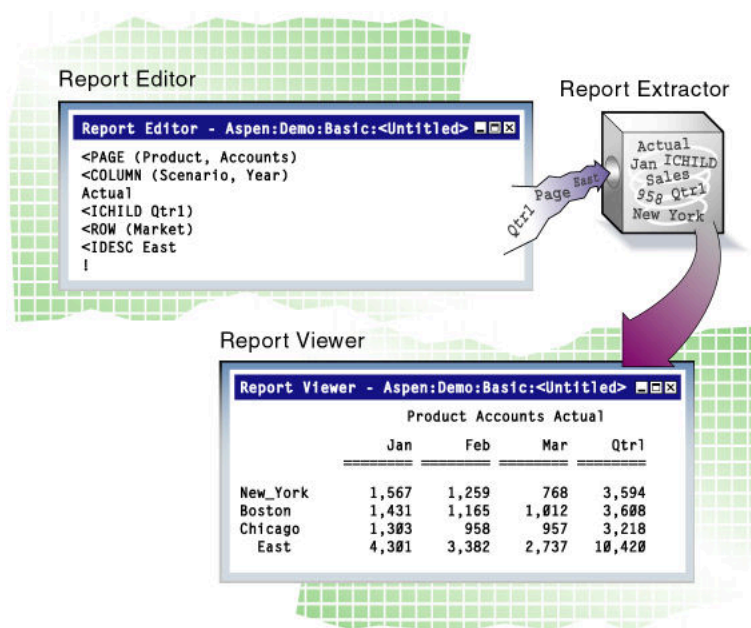 Report Editor
Report Editor - Aspen:Demo:Basic:<Untitled>
<PAGE (Product, Accounts)
<COLUMN (Scenario, Year)
Actual
<ICHILD Qtr1)
<ROW (Market)
<IDESC East
!
Qtrl Page East
Report Extractor
Actual
Jan ICHILD
Sales
958 Qtrl
New York
Report Viewer
Report Viewer - Aspen:Demo:Basic:<Untitled>
Product Accounts Actual
Jan Feb Mar Qtrl
======== ======== ======== ========
New_York 1,567 1,259 768 3,594
Boston 1,431 1,165 1,012 3,608
Chicago 1,303 958 957 3,218
East 4,301 3,382 2,737 10,420